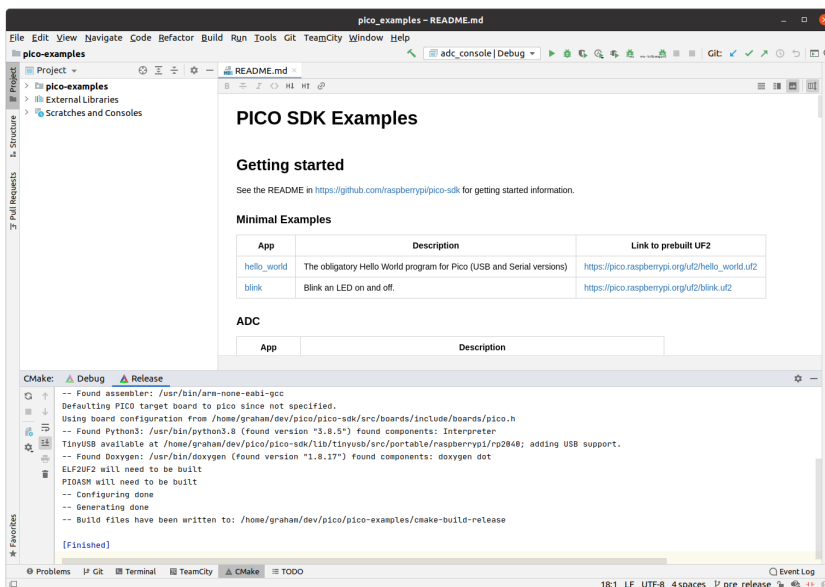 pico_examples – README.md
File Edit View Navigate Code Refactor Build Run Tools Git TeamCity Window Help
pico-examples
adc_console | Debug
Git:
Project
README.md
pico-examples
External Libraries
Scratches and Consoles
Project
Structure
Pull Requests
Favorites
PICO SDK Examples
Getting started
See the README in https://github.com/raspberrypi/pico-sdk for getting started information.
Minimal Examples
App Description Link to prebuilt UF2
hello_world The obligatory Hello World program for Pico (USB and Serial versions) https://pico.raspberrypi.org/uf2/hello_world.uf2
blink Blink an LED on and off. https://pico.raspberrypi.org/uf2/blink.uf2
ADC
App Description
CMake: Debug Release
-- Found assembler: /usr/bin/arm-none-eabi-gcc
Defaulting PICO target board to pico since not specified.
Using board configuration from /home/graham/dev/pico/pico-sdk/src/boards/include/boards/pico.h
-- Found Python3: /usr/bin/python3.8 (found version "3.8.5") found components: Interpreter
TinyUSB available at /home/graham/dev/pico/pico-sdk/lib/tinyusb/src/portable/raspberrypi/rp2040; adding USB support.
-- Found Doxygen: /usr/bin/doxygen (found version "1.8.17") found components: doxygen dot
ELF2UF2 will need to be built
PIOASM will need to be built
-- Configuring done
-- Generating done
-- Build files have been written to: /home/graham/dev/pico/pico-examples/cmake-build-release
[Finished]
Problems Git Terminal TeamCity CMake TODO Event Log
18:1 LF UTF-8 4 spaces pre_release